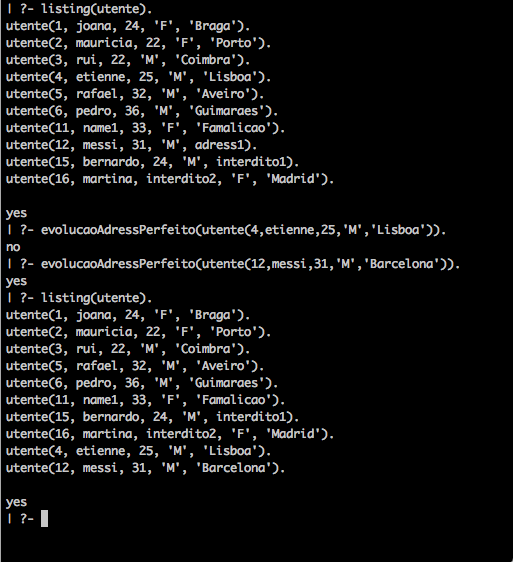 | ?- listing(utente).
utente(1, joana, 24, 'F', 'Braga').
utente(2, mauricia, 22, 'F', 'Porto').
utente(3, rui, 22, 'M', 'Coimbra').
utente(4, etienne, 25, 'M', 'Lisboa').
utente(5, rafael, 32, 'M', 'Aveiro').
utente(6, pedro, 36, 'M', 'Guimaraes').
utente(11, name1, 33, 'F', 'Famalicao').
utente(12, messi, 31, 'M', adress1).
utente(15, bernardo, 24, 'M', interdito1).
utente(16, martina, interdito2, 'F', 'Madrid').
yes
| ?- evolucaoAdressPerfeito(utente(4,etienne,25,'M','Lisboa')).
no
| ?- evolucaoAdressPerfeito(utente(12,messi,31,'M','Barcelona')).
yes
| ?- listing(utente).
utente(1, joana, 24, 'F', 'Braga').
utente(2, mauricia, 22, 'F', 'Porto').
utente(3, rui, 22, 'M', 'Coimbra').
utente(5, rafael, 32, 'M', 'Aveiro').
utente(6, pedro, 36, 'M', 'Guimaraes').
utente(11, name1, 33, 'F', 'Famalicao').
utente(15, bernardo, 24, 'M', interdito1).
utente(16, martina, interdito2, 'F', 'Madrid').
utente(4, etienne, 25, 'M', 'Lisboa').
utente(12, messi, 31, 'M', 'Barcelona').
yes
| ?-